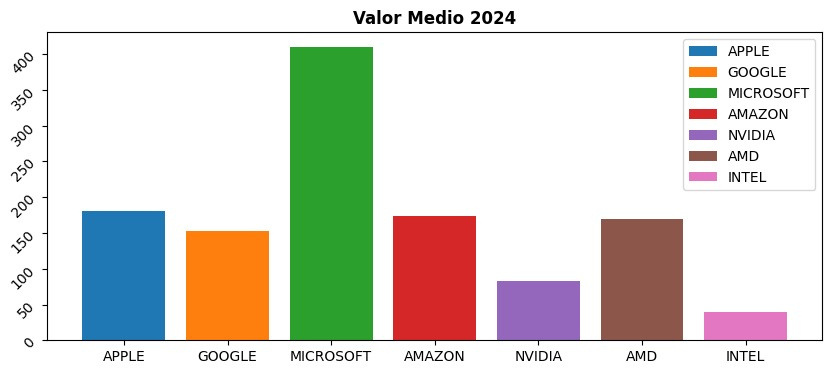 Valor Medio 2024
400
350
300
250
200
150
100
50
0
APPLE
GOOGLE
MICROSOFT
AMAZON
NVIDIA
AMD
INTEL
APPLE GOOGLE MICROSOFT AMAZON NVIDIA AMD INTEL